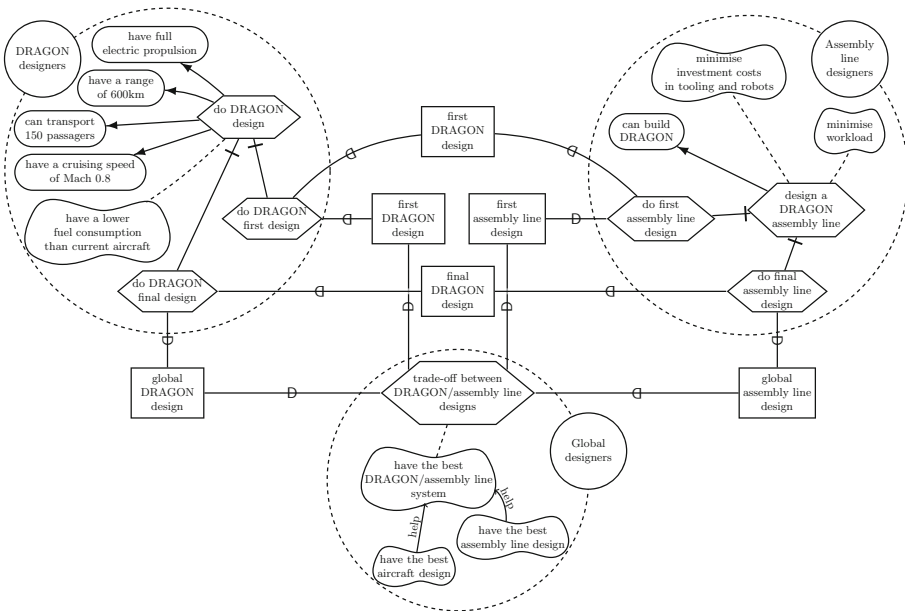 DRAGON
designers
have full
electric propulsion
have a range
of 600km
can transport
150 passagers
have a cruising speed
of Mach 0.8
have a lower
fuel consumption
than current aircraft
do DRAGON
design
do DRAGON
first design
do DRAGON
final design
first
DRAGON
design
first
DRAGON
design
first
assembly line
design
final
DRAGON
design
Assembly
line
designers
minimise
investment costs
in tooling and robots
minimise
workload
can build
DRAGON
design a
DRAGON
assembly line
do first
assembly line
design
do final
assembly line
design
D
D
D
D
D
D
D
D
D
D
D
D
global
DRAGON
design
trade-off between
DRAGON/assembly line
designs
global
assembly line
design
Global
designers
have the best
DRAGON/assembly line
system
help
help
have the best
assembly line design
have the best
aircraft design